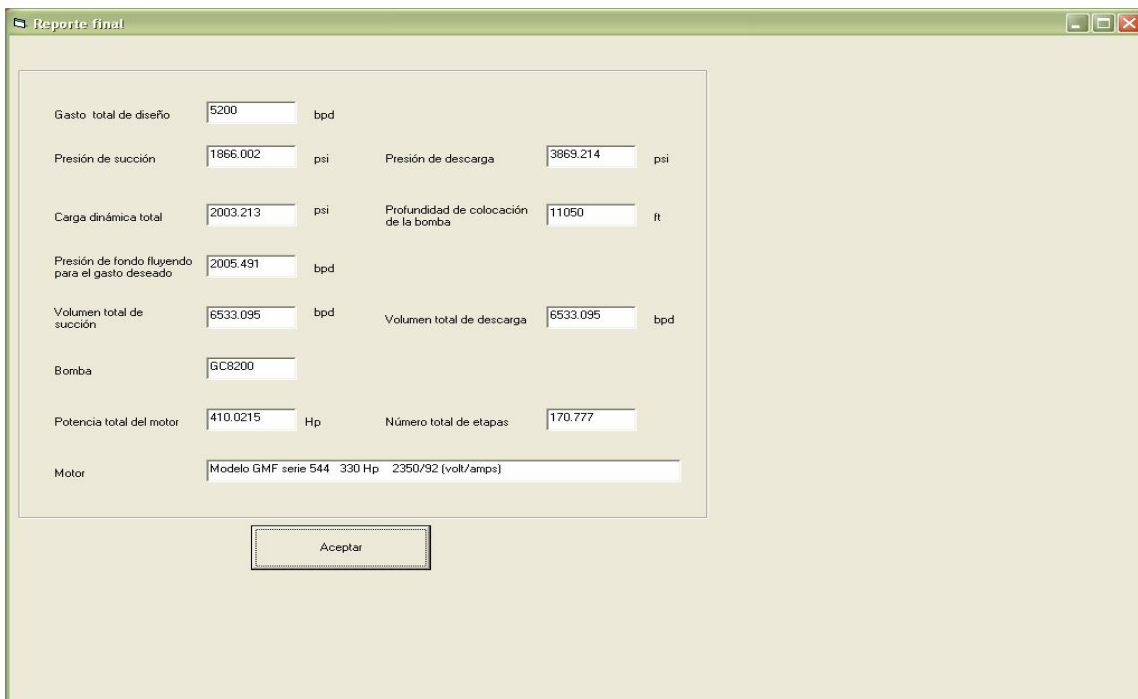 Reporte final
Gasto total de diseño 5200 bpd
Presión de succión 1866.002 psi Presión de descarga 3869.214 psi
Carga dinámica total 2003.213 psi Profundidad de colocación
de la bomba 11050 ft
Presión de fondo fluyendo
para el gasto deseado 2005.491 bpd
Volumen total de
succión 6533.095 bpd Volumen total de descarga 6533.095 bpd
Bomba GC8200
Potencia total del motor 410.0215 Hp Número total de etapas 170.777
Motor Modelo GMF serie 544 330 Hp 2350/92 (volt/amps)
Aceptar